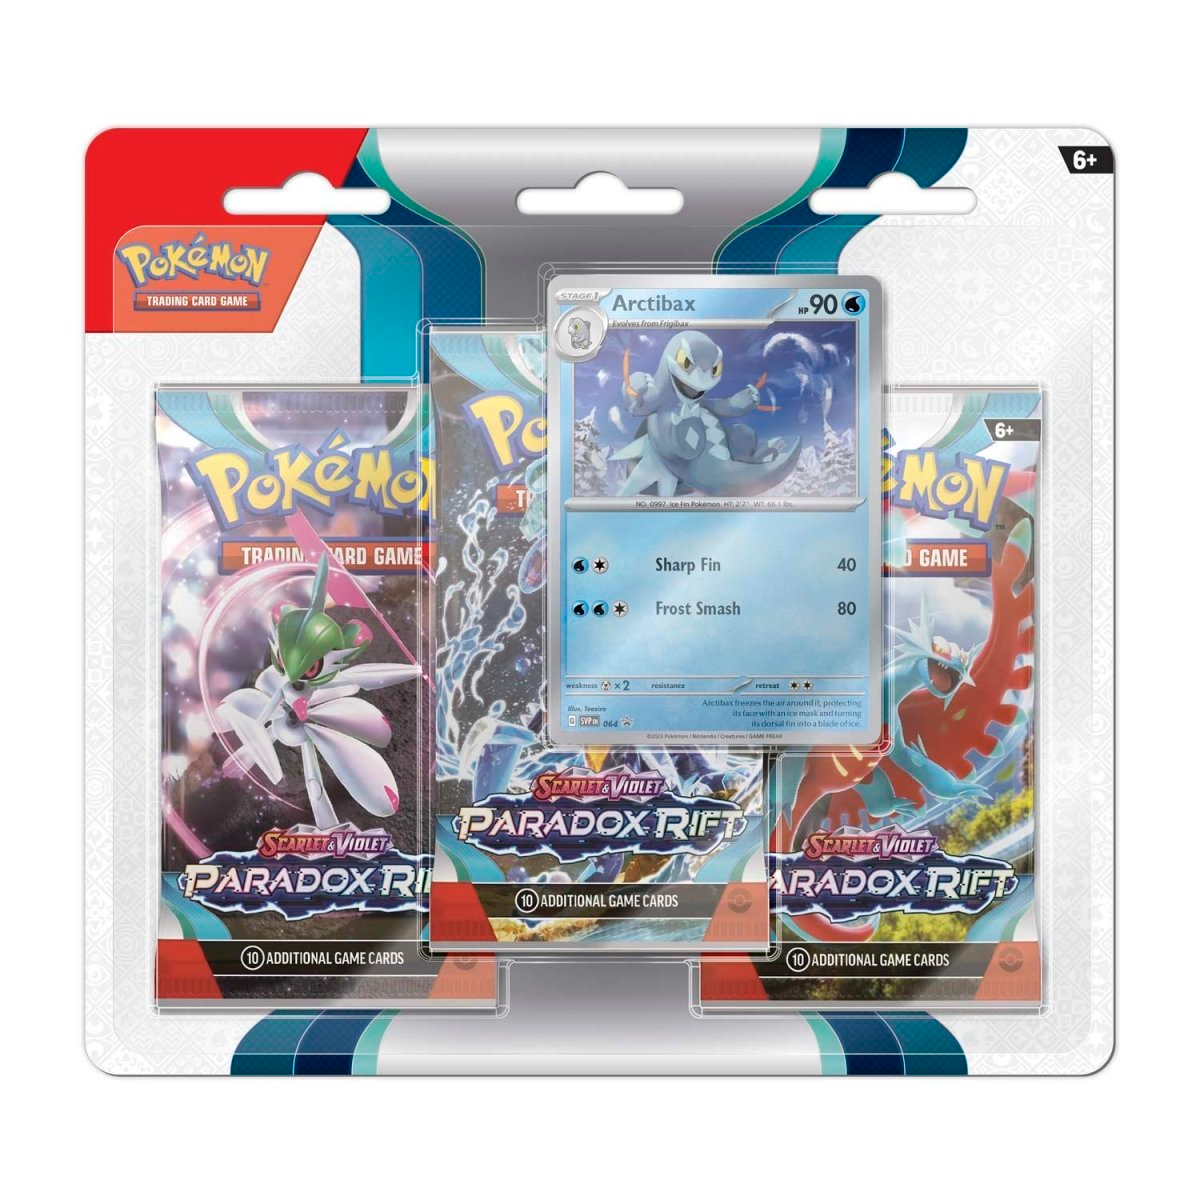 6+
POKéMON
TRADING CARD GAME
STAGE 1
Arctibax
HP 90
Evolves from Frigibax
NO. 0997 Ice Fin Pokémon HT: 2'7" WT: 66.1 lbs.
Sharp Fin 40
Frost Smash 80
weakness ×2 resistance retreat
Arctibax freezes the air around it, protecting
its face with an ice mask and turning
its dorsal fin into a blade of ice.
Illus. Teeziro
G SVP EN 064
©2023 Pokémon / Nintendo / Creatures / GAME FREAK
POKéMO
CARD GAME
SCARLET & VIOLET
PARADOX RI
10 ADDITIONAL GAME CARDS
PO
T
SCARLET & VIOLET
PARADOX RIFT
10 ADDITIONAL GAME CARDS
6+
éMON
TM
D GAME
SCARLET & VIOLET
ARADOX RIFT
10 ADDITIONAL GAME CARDS